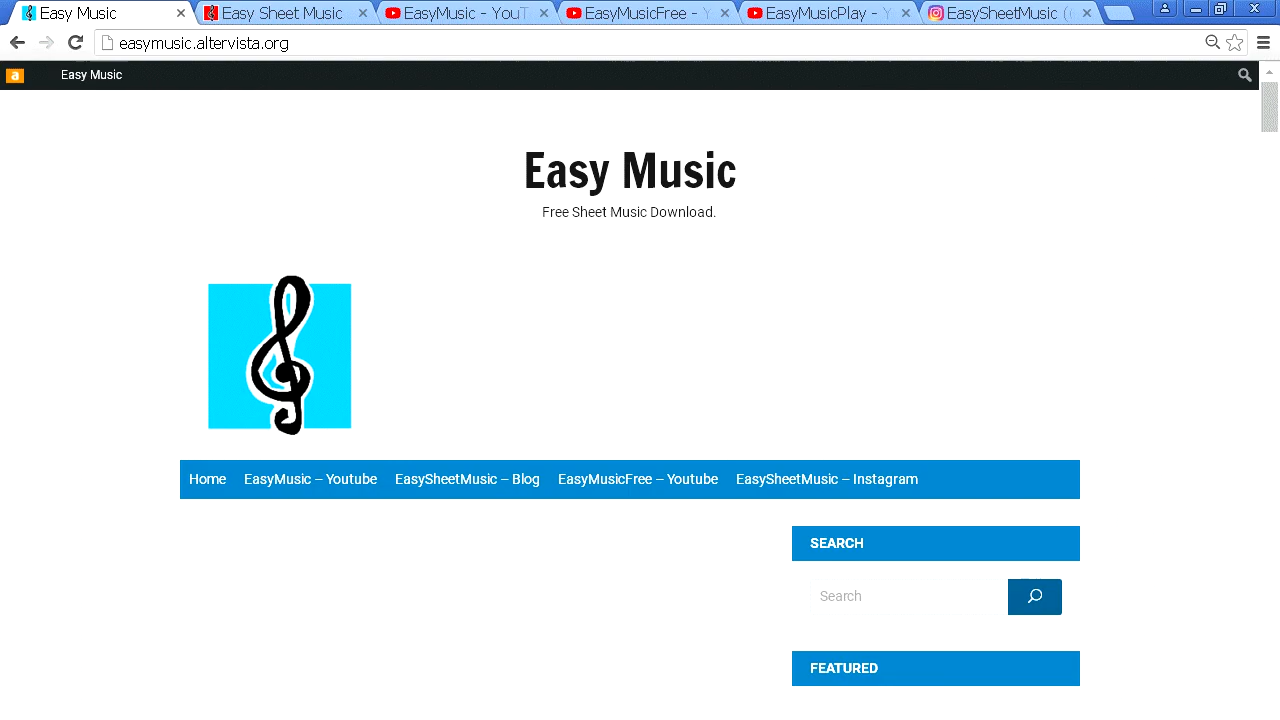 Easy Music
Easy Sheet Music
EasyMusic - YouT
EasyMusicFree - Y
EasyMusicPlay - Y
EasySheetMusic (
easymusic.altervista.org
a
Easy Music
Easy Music
Free Sheet Music Download.
Home EasyMusic – Youtube EasySheetMusic – Blog EasyMusicFree – Youtube EasySheetMusic – Instagram
SEARCH
Search
FEATURED